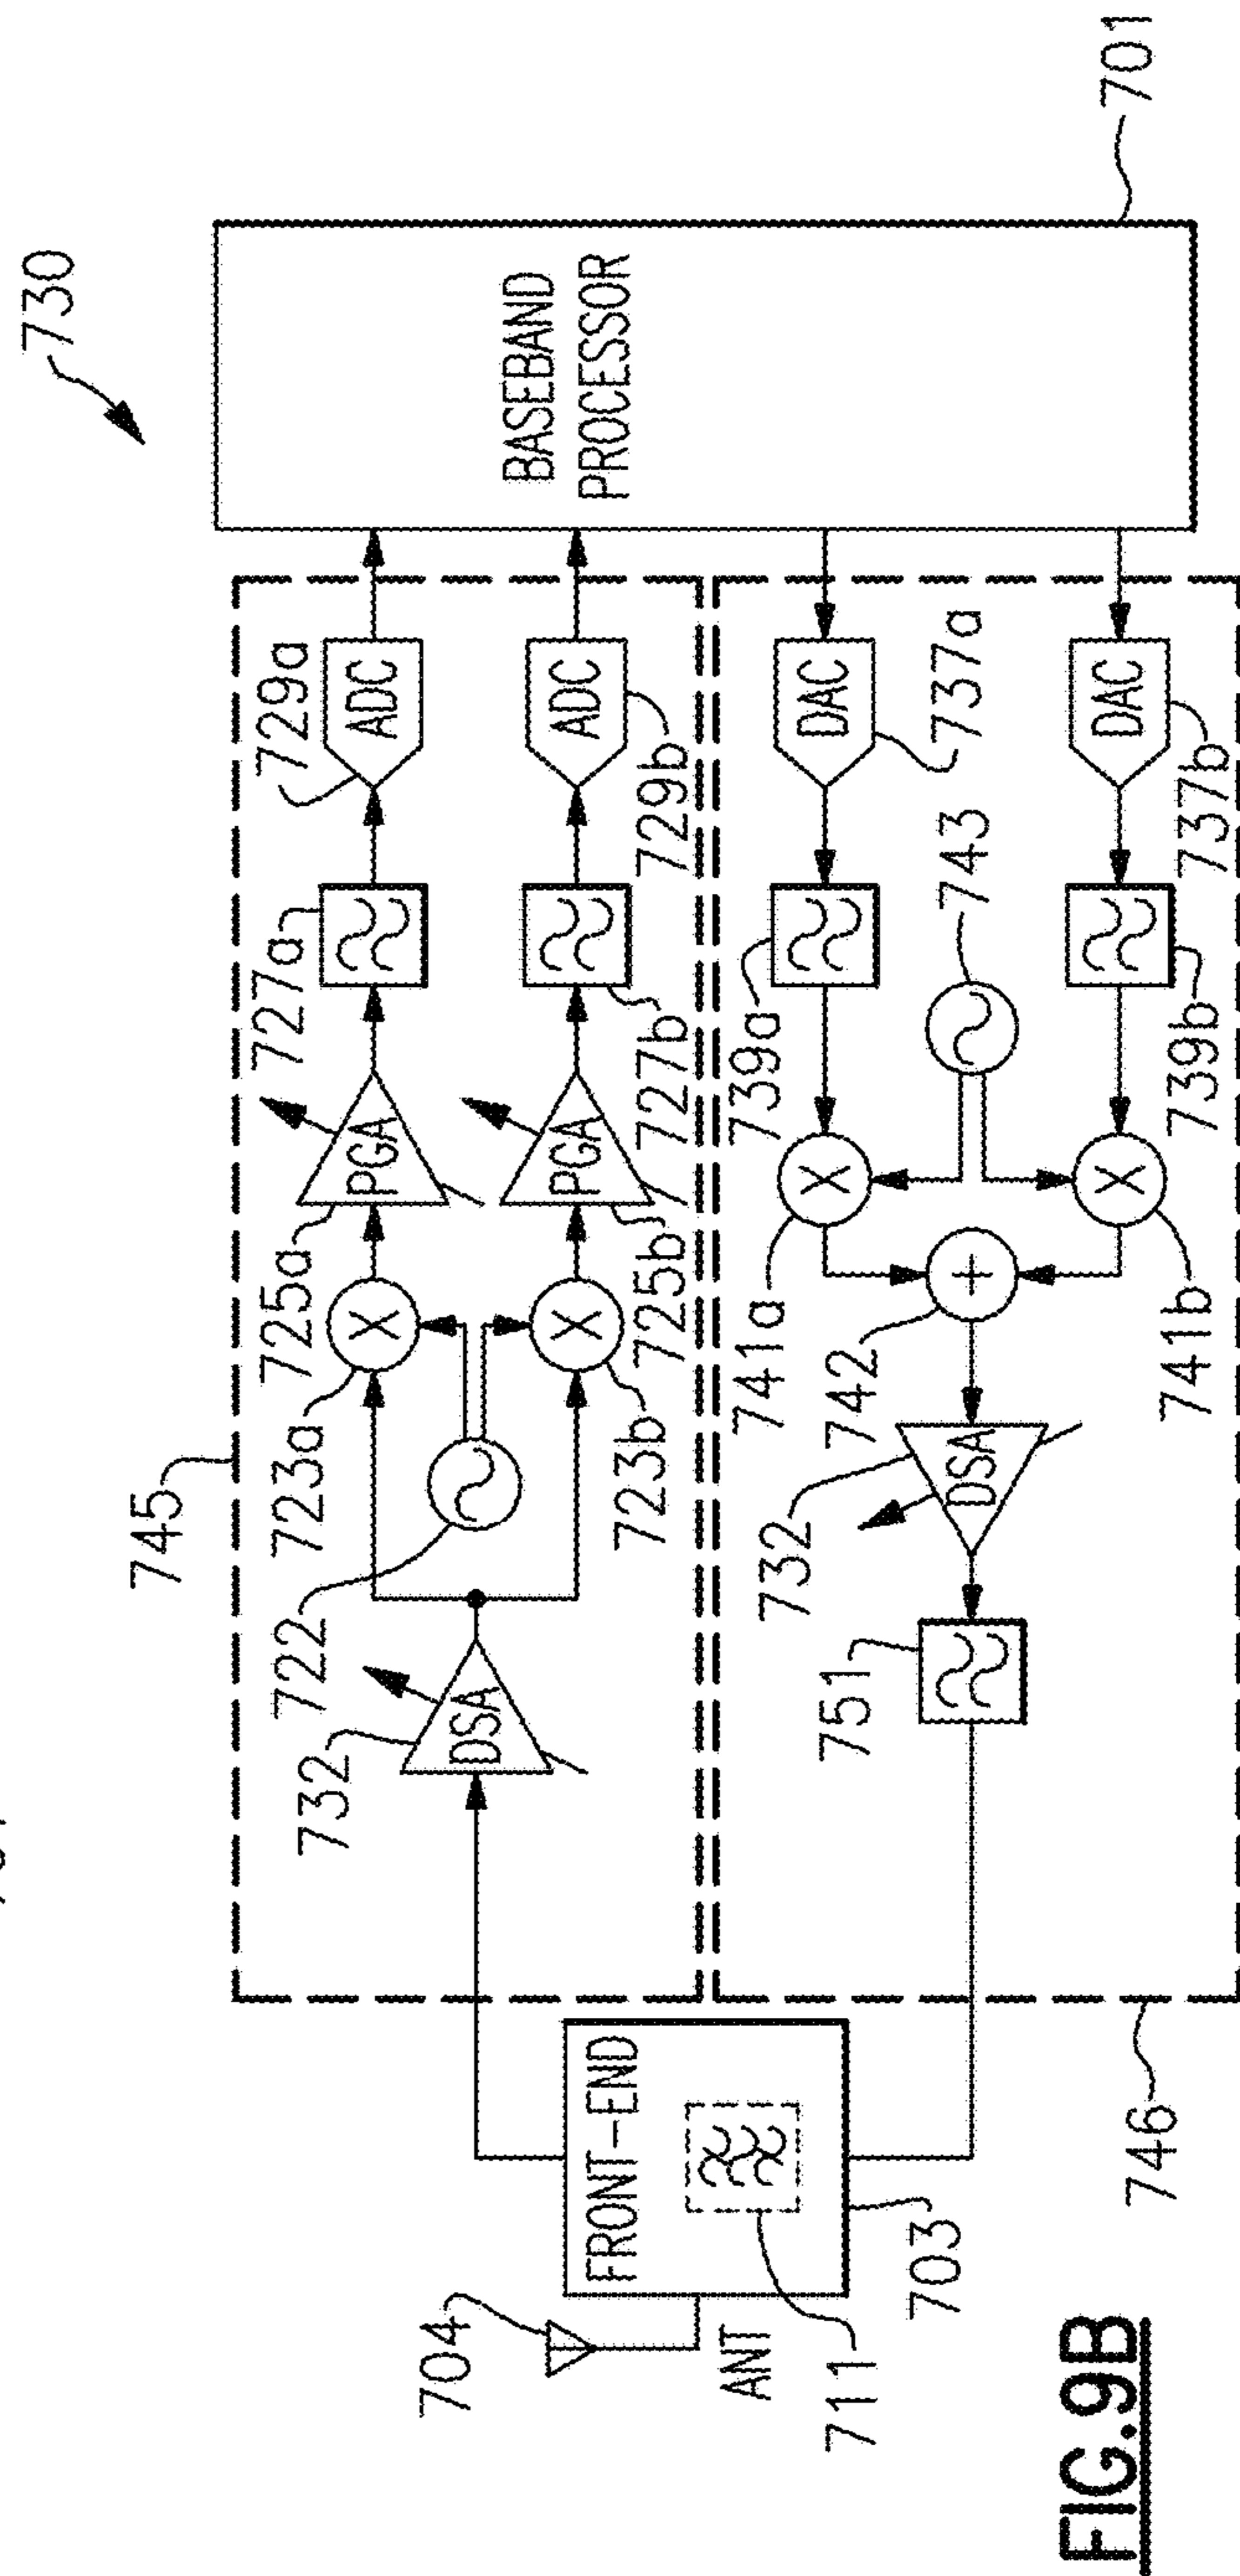 730
745
732
DSA
722
723a
X
723b
X
725a
PGA
725b
PGA
727a
727b
729a
ADC
729b
ADC
BASEBAND
PROCESSOR
701
704
ANT
FRONT-END
711
703
751
732
DSA
742
+
741a
X
741b
X
743
739a
739b
DAC
737a
DAC
737b
746
FIG.9B